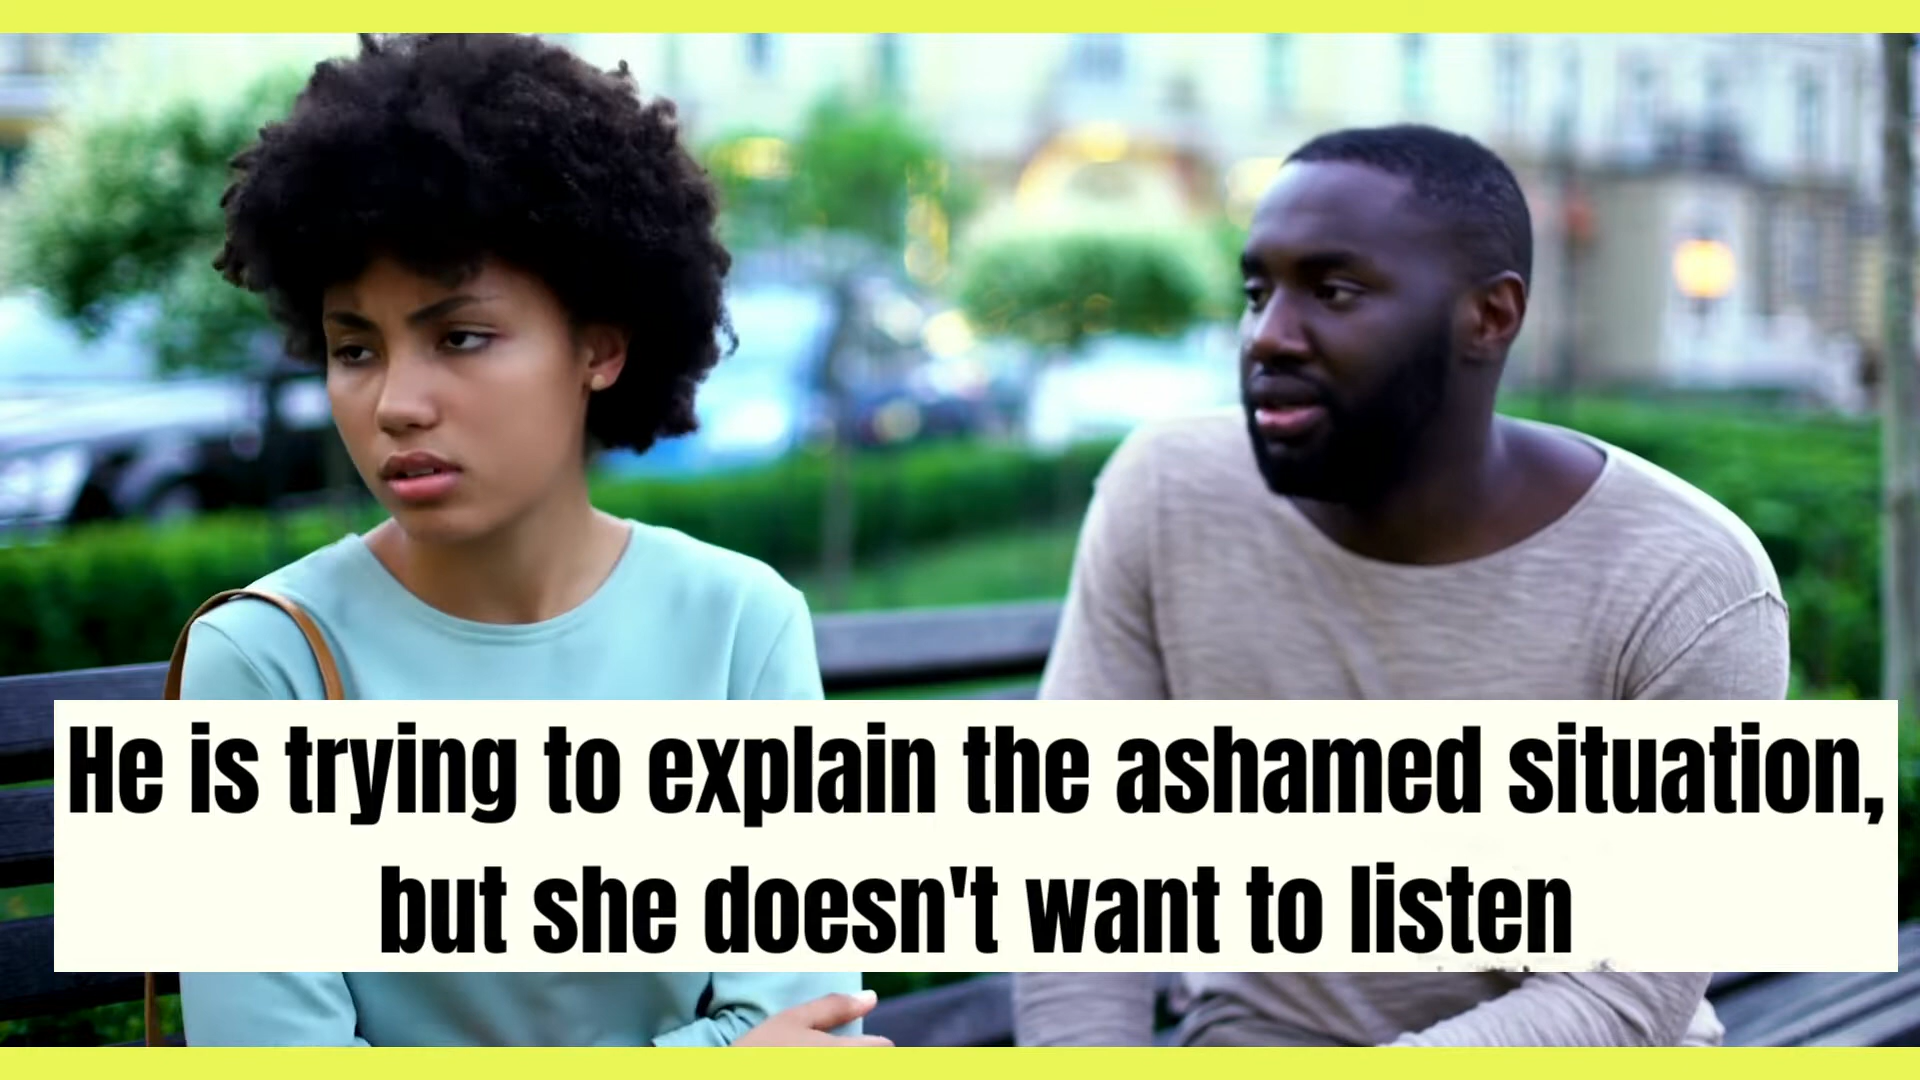 He is trying to explain the ashamed situation,
but she doesn't want to listen